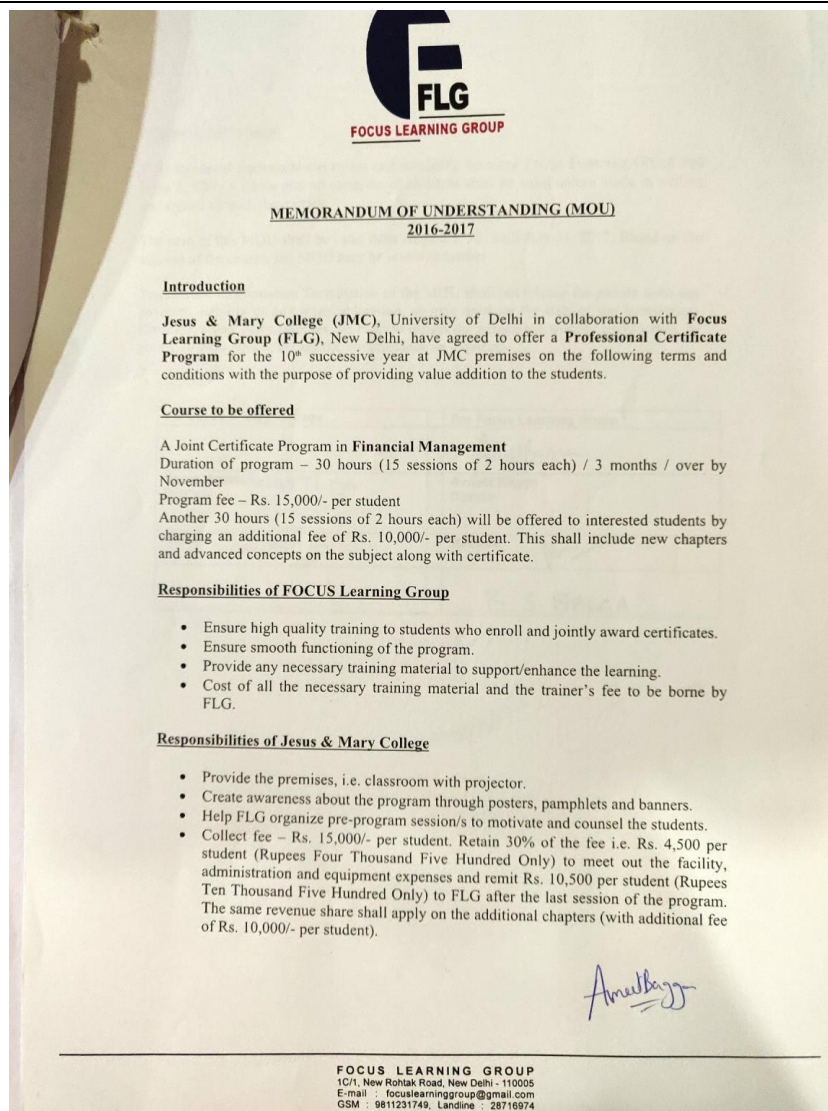 FLG
FOCUS LEARNING GROUP
MEMORANDUM OF UNDERSTANDING (MOU)
2016-2017
Introduction
Jesus & Mary College (JMC), University of Delhi in collaboration with Focus
Learning Group (FLG), New Delhi, have agreed to offer a Professional Certificate
Program for the 10th successive year at JMC premises on the following terms and
conditions with the purpose of providing value addition to the students.
Course to be offered
A Joint Certificate Program in Financial Management
Duration of program – 30 hours (15 sessions of 2 hours each) / 3 months / over by
November
Program fee – Rs. 15,000/- per student
Another 30 hours (15 sessions of 2 hours each) will be offered to interested students by
charging an additional fee of Rs. 10,000/- per student. This shall include new chapters
and advanced concepts on the subject along with certificate.
Responsibilities of FOCUS Learning Group
• Ensure high quality training to students who enroll and jointly award certificates.
• Ensure smooth functioning of the program.
• Provide any necessary training material to support/enhance the learning.
• Cost of all the necessary training material and the trainer's fee to be borne by
FLG.
Responsibilities of Jesus & Mary College
• Provide the premises, i.e. classroom with projector.
• Create awareness about the program through posters, pamphlets and banners.
• Help FLG organize pre-program session/s to motivate and counsel the students.
• Collect fee – Rs. 15,000/- per student. Retain 30% of the fee i.e. Rs. 4,500 per
student (Rupees Four Thousand Five Hundred Only) to meet out the facility,
administration and equipment expenses and remit Rs. 10,500 per student (Rupees
Ten Thousand Five Hundred Only) to FLG after the last session of the program.
The same revenue share shall apply on the additional chapters (with additional fee
of Rs. 10,000/- per student).
FOCUS LEARNING GROUP
1C/1, New Rohtak Road, New Delhi - 110005
E-mail : focuslearninggroup@gmail.com
GSM : 9811231749, Landline : 28716974